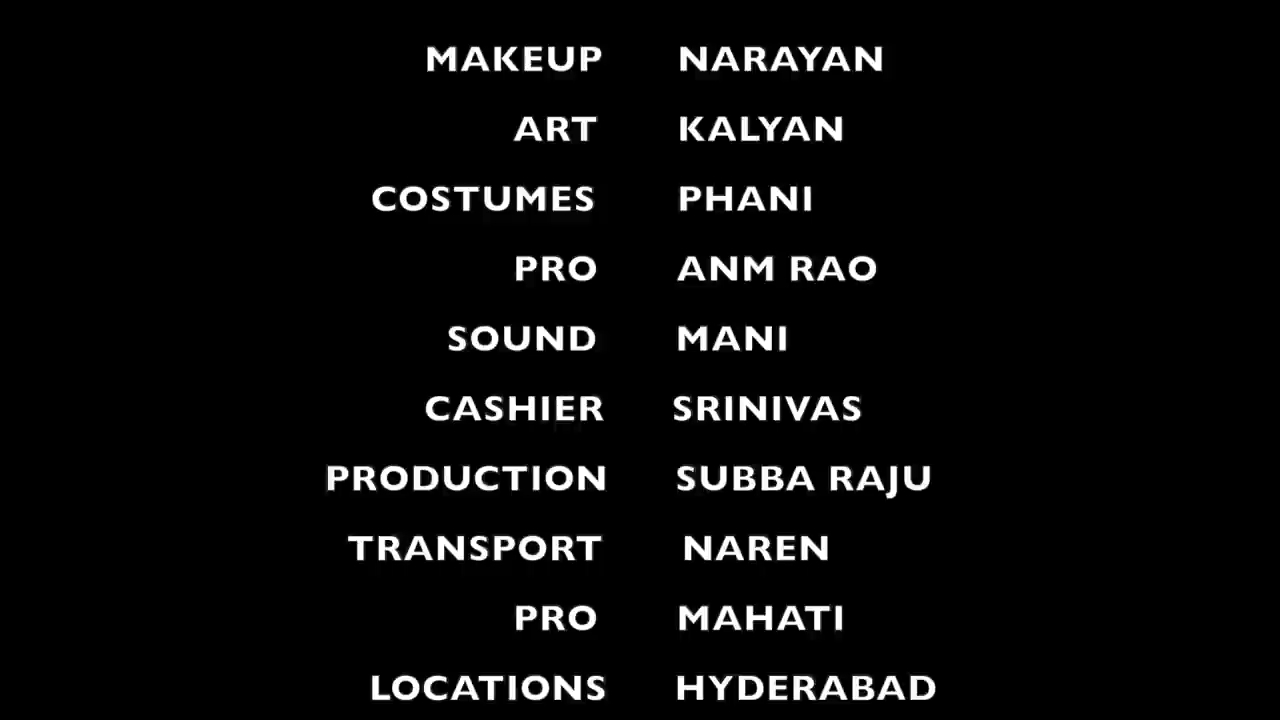 MAKEUP NARAYAN
ART KALYAN
COSTUMES PHANI
PRO ANM RAO
SOUND MANI
CASHIER SRINIVAS
PRODUCTION SUBBA RAJU
TRANSPORT NAREN
PRO MAHATI
LOCATIONS HYDERABAD